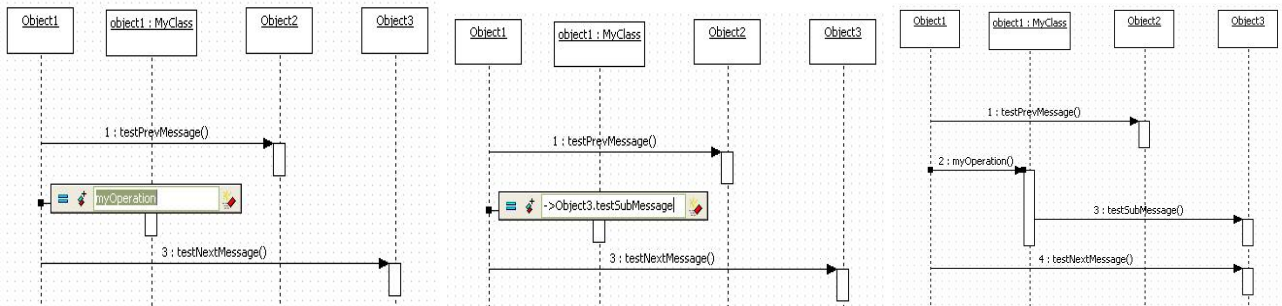 Object1
object1 : MyClass
Object2
Object3
1 : testPrevMessage()
myOperation
3 : testNextMessage()
Object1
object1 : MyClass
Object2
Object3
1 : testPrevMessage()
->Object3.testSubMessage
3 : testNextMessage()
Object1
object1 : MyClass
Object2
Object3
1 : testPrevMessage()
2 : myOperation()
3 : testSubMessage()
4 : testNextMessage()